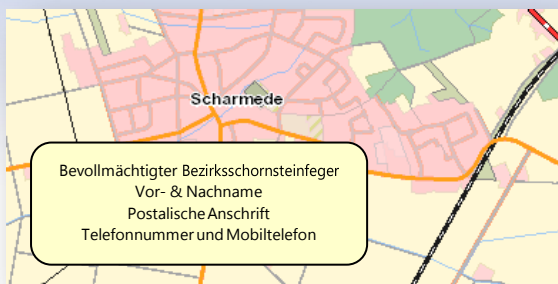 Scharmede
Bevollmächtigter Bezirksschornsteinfeger
Vor- & Nachname
Postalische Anschrift
Telefonnummer und Mobiltelefon